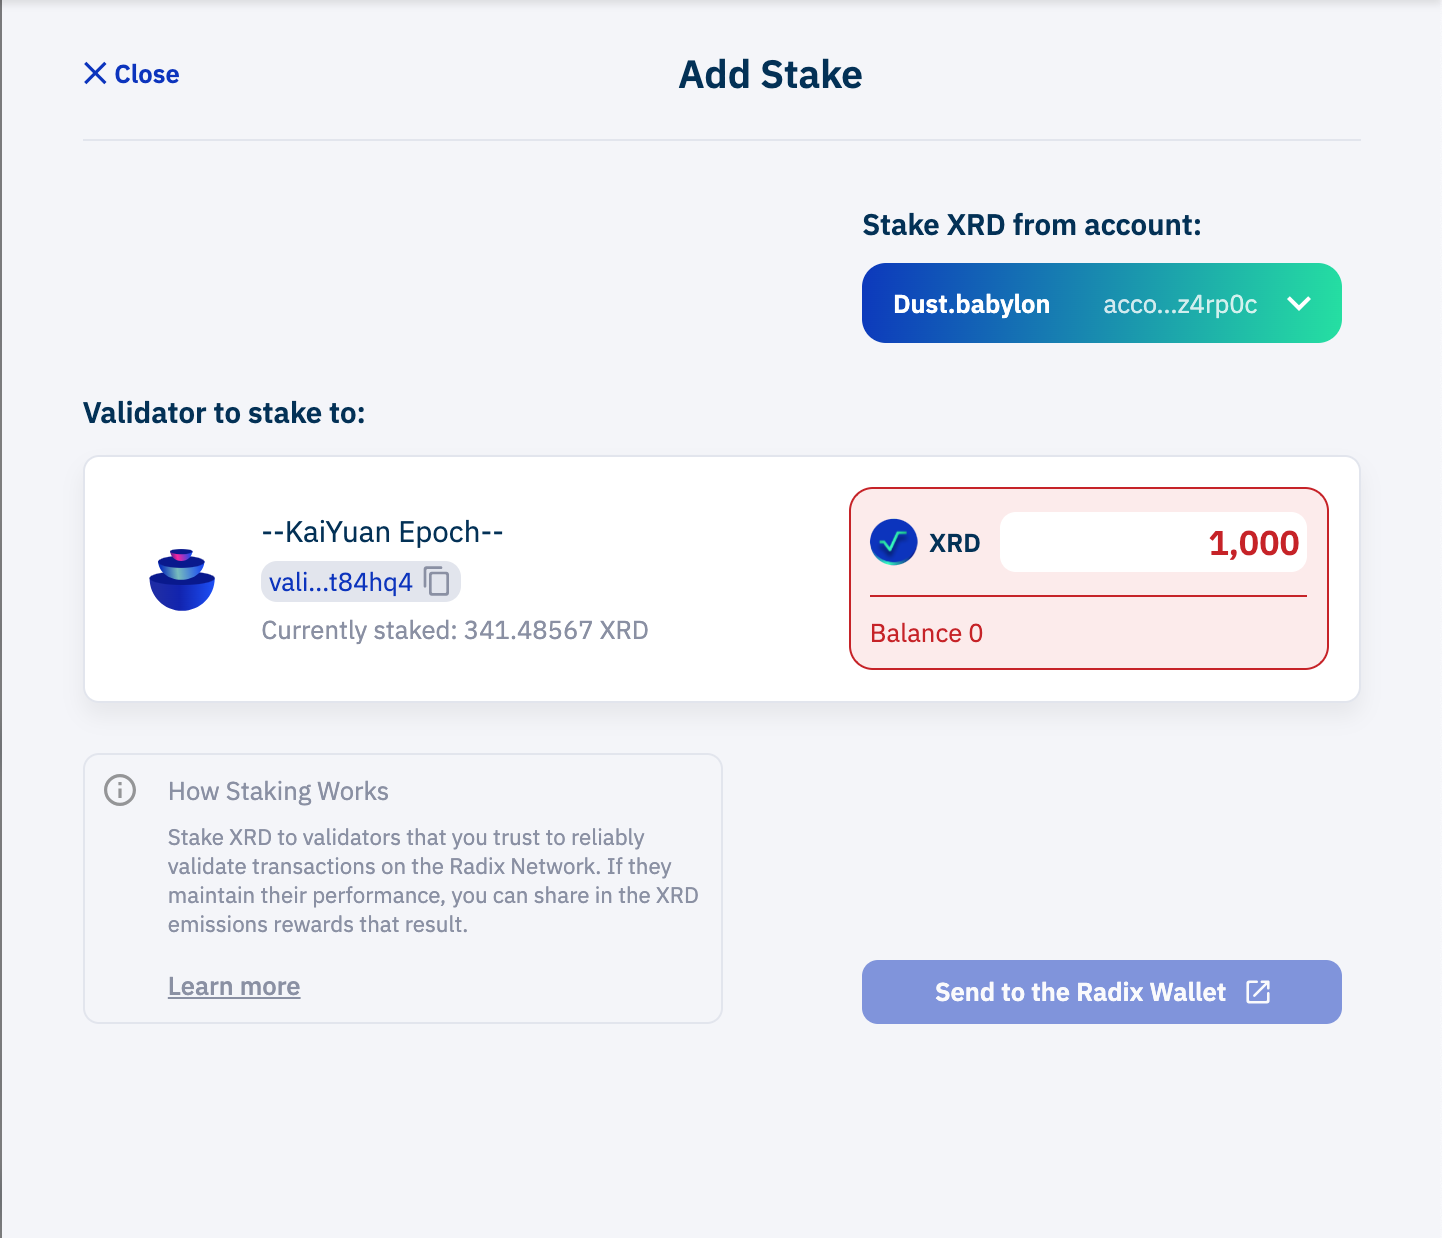 Close
Add Stake
Stake XRD from account:
Dust.babylon acco...z4rp0c
Validator to stake to:
--KaiYuan Epoch--
vali...t84hq4
Currently staked: 341.48567 XRD
XRD 1,000
Balance 0
How Staking Works
Stake XRD to validators that you trust to reliably
validate transactions on the Radix Network. If they
maintain their performance, you can share in the XRD
emissions rewards that result.
Learn more
Send to the Radix Wallet